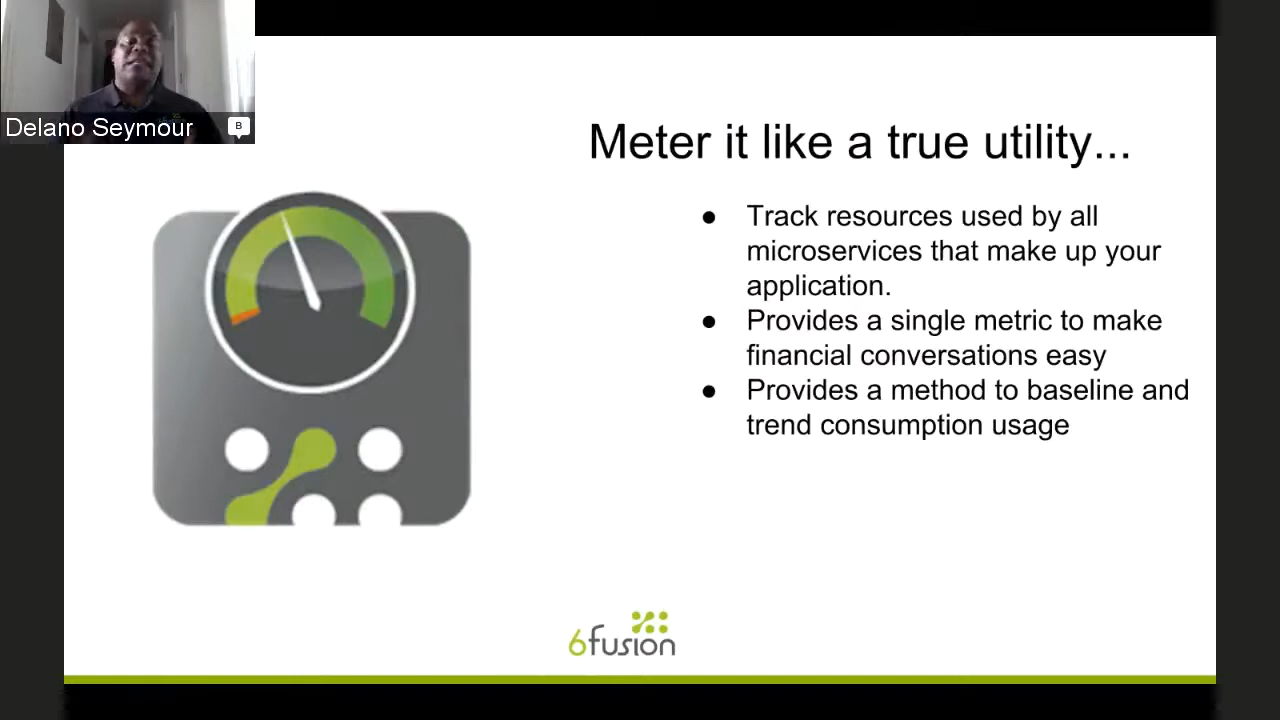 Delano Seymour
B
Meter it like a true utility...
● Track resources used by all
microservices that make up your
application.
● Provides a single metric to make
financial conversations easy
● Provides a method to baseline and
trend consumption usage
6fusion